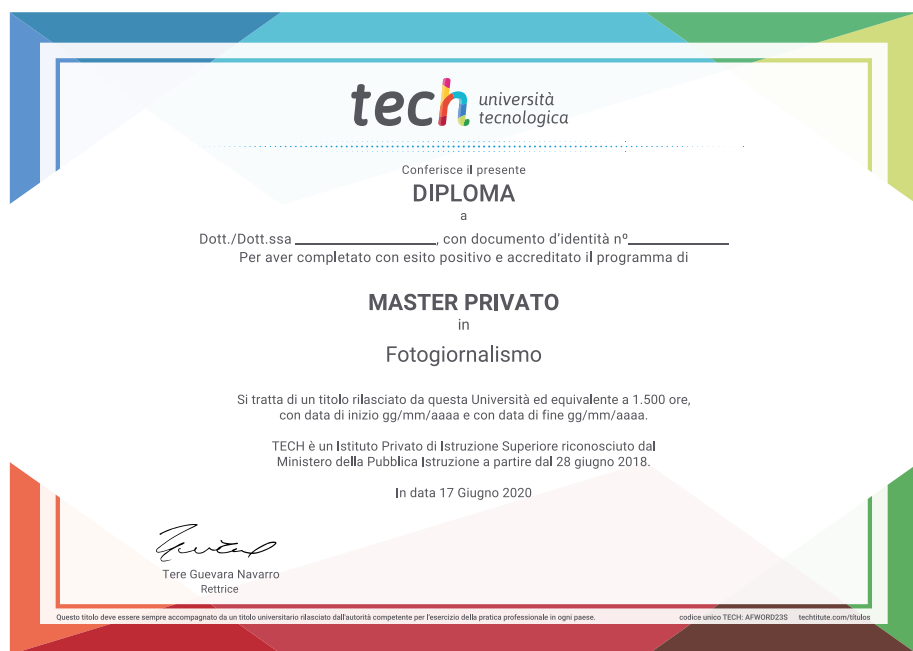 tech università
tecnologica
Conferisce il presente
DIPLOMA
a
Dott./Dott.ssa ________________, con documento d'identità nº____________
Per aver completato con esito positivo e accreditato il programma di
MASTER PRIVATO
in
Fotogiornalismo
Si tratta di un titolo rilasciato da questa Università ed equivalente a 1.500 ore,
con data di inizio gg/mm/aaaa e con data di fine gg/mm/aaaa.
TECH è un Istituto Privato di Istruzione Superiore riconosciuto dal
Ministero della Pubblica Istruzione a partire dal 28 giugno 2018.
In data 17 Giugno 2020
Tere Guevara Navarro
Rettrice
Questo titolo deve essere sempre accompagnato da un titolo universitario rilasciato dall'autorità competente per l'esercizio della pratica professionale in ogni paese. codice unico TECH: AFWORD23S techtitute.com/títulos